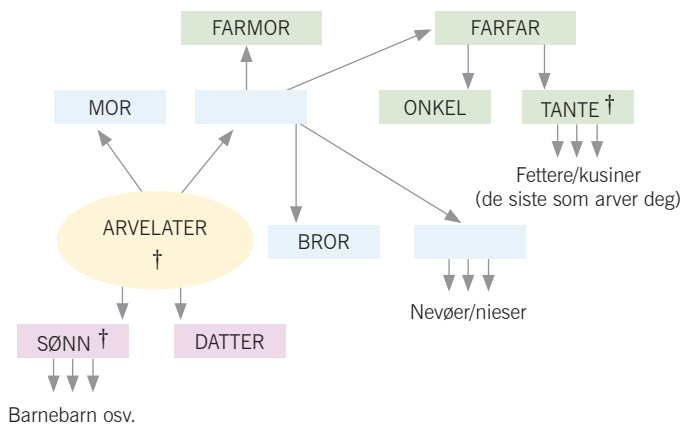 FARMOR
FARFAR
MOR
ONKEL
TANTE †
Fettere/kusiner
(de siste som arver deg)
ARVELATER
†
BROR
Nevøer/nieser
SØNN †
DATTER
Barnebarn osv.